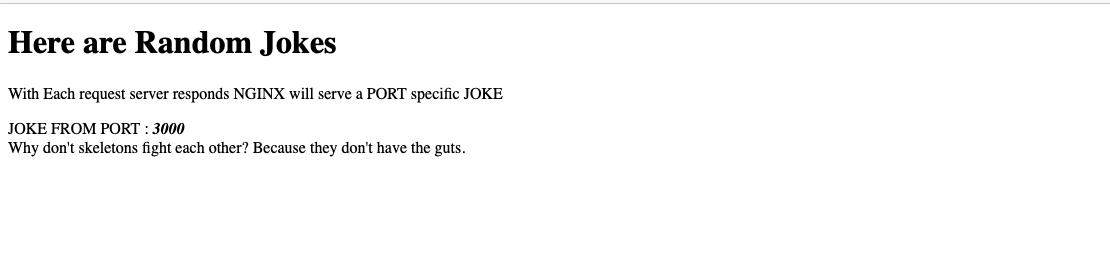 Here are Random Jokes
With Each request server responds NGINX will serve a PORT specific JOKE
JOKE FROM PORT : 3000
Why don't skeletons fight each other? Because they don't have the guts.